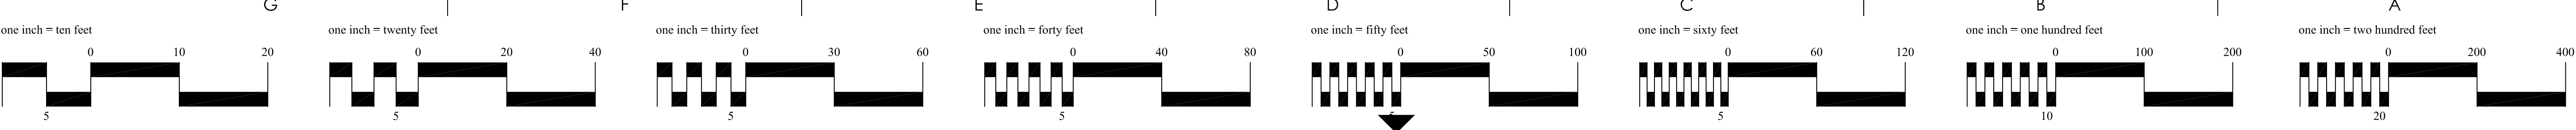 G F E D C B A
one inch = ten feet one inch = twenty feet one inch = thirty feet one inch = forty feet one inch = fifty feet one inch = sixty feet one inch = one hundred feet one inch = two hundred feet
0 10 20 0 20 40 0 30 60 0 40 80 0 50 100 0 60 120 0 100 200 0 200 400
5 5 5 5 5 10 20